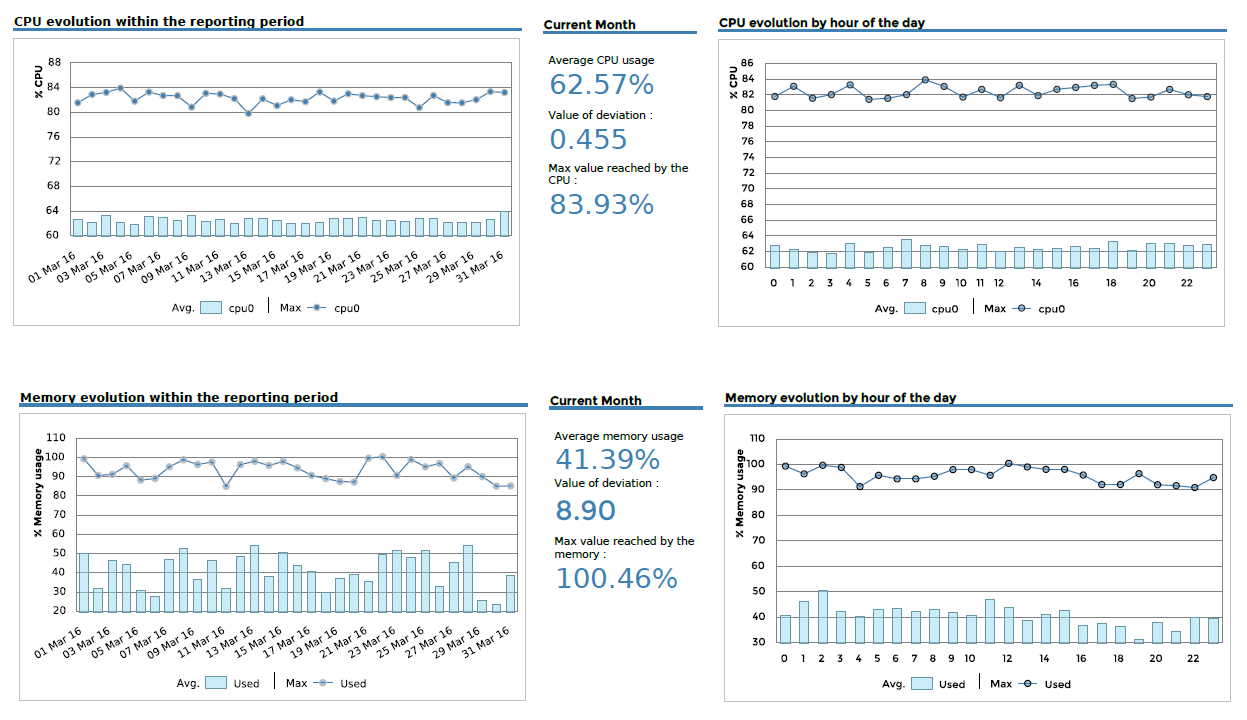 CPU evolution within the reporting period
% CPU
88
84
80
76
72
68
64
60
01 Mar 16
03 Mar 16
05 Mar 16
07 Mar 16
09 Mar 16
11 Mar 16
13 Mar 16
15 Mar 16
17 Mar 16
19 Mar 16
21 Mar 16
23 Mar 16
25 Mar 16
27 Mar 16
29 Mar 16
31 Mar 16
Avg. cpu0 Max cpu0
Current Month
Average CPU usage
62.57%
Value of deviation :
0.455
Max value reached by the
CPU :
83.93%
CPU evolution by hour of the day
% CPU
86
84
82
80
78
76
74
72
70
68
66
64
62
60
0 1 2 3 4 5 6 7 8 9 10 11 12 14 16 18 20 22
Avg. cpu0 Max cpu0
Memory evolution within the reporting period
% Memory usage
110
100
90
80
70
60
50
40
30
20
01 Mar 16
03 Mar 16
05 Mar 16
07 Mar 16
09 Mar 16
11 Mar 16
13 Mar 16
15 Mar 16
17 Mar 16
19 Mar 16
21 Mar 16
23 Mar 16
25 Mar 16
27 Mar 16
29 Mar 16
31 Mar 16
Avg. Used Max Used
Current Month
Average memory usage
41.39%
Value of deviation :
8.90
Max value reached by the
memory :
100.46%
Memory evolution by hour of the day
% Memory usage
110
100
90
80
70
60
50
40
30
0 1 2 3 4 5 6 7 8 9 10 12 14 16 18 20 22
Avg. Used Max Used